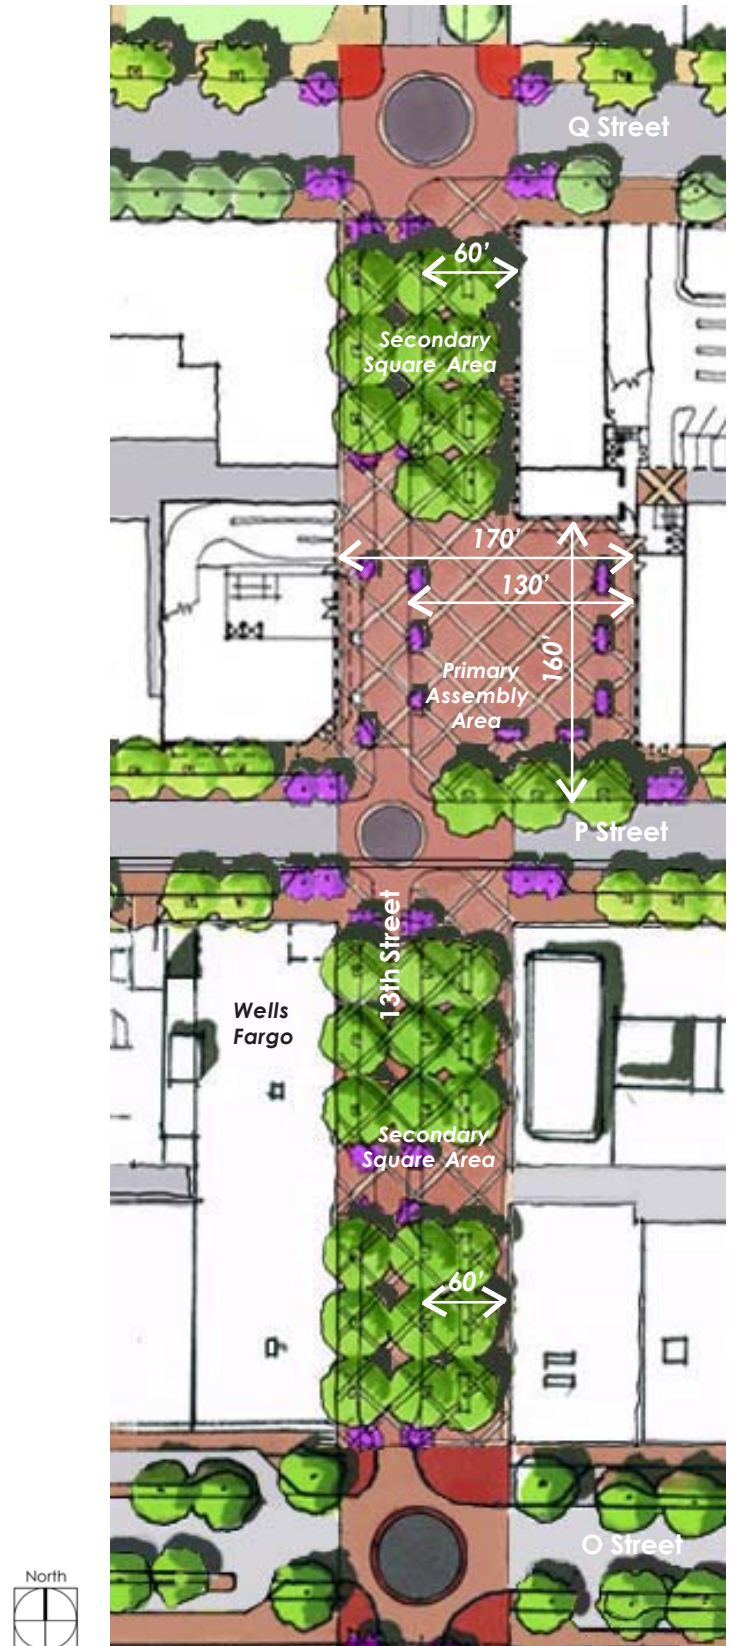 Q Street
60’
Secondary
Square Area
170’
130’
160’
Primary
Assembly
Area
P Street
13th Street
Wells
Fargo
Secondary
Square Area
60’
O Street
North